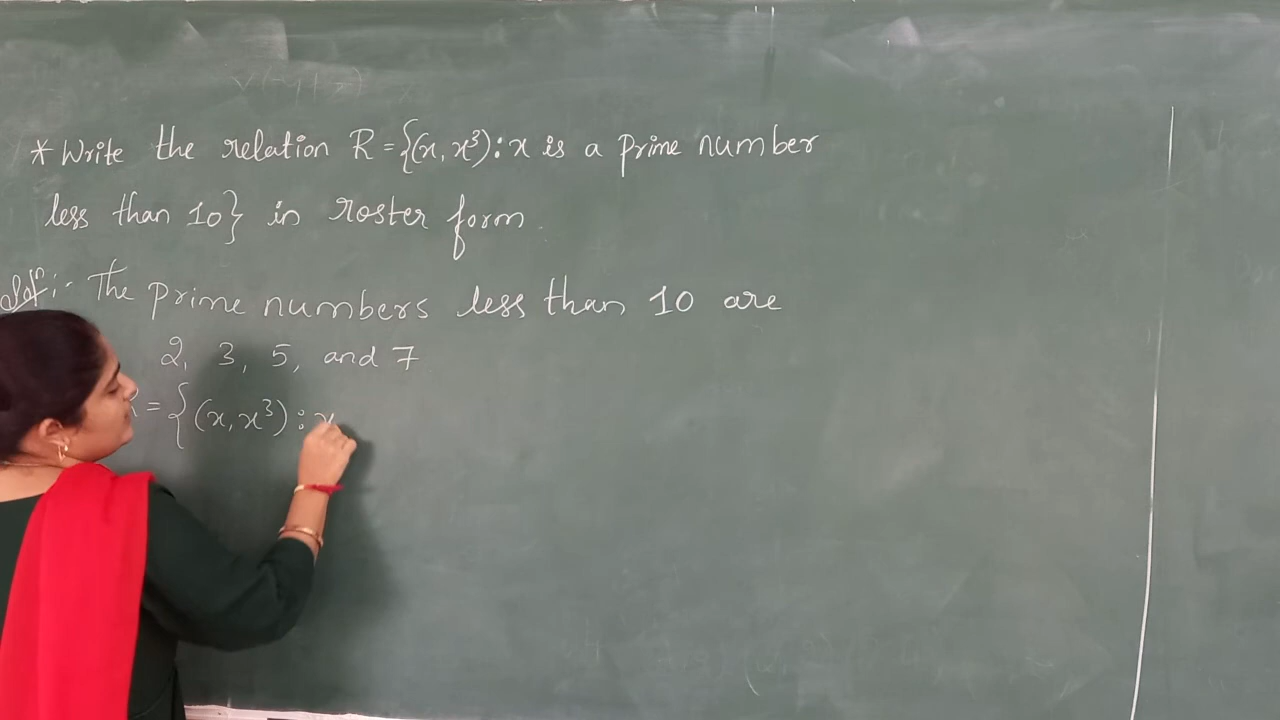 * Write the relation R = {(x, x³) : x is a prime number
less than 10} in roster form.
Solⁿ :- The prime numbers less than 10 are
2, 3, 5, and 7
R = {(x, x³) : x